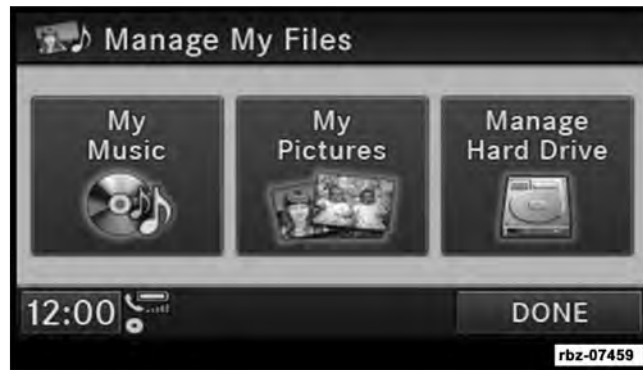 Manage My Files
My
Music
My
Pictures
Manage
Hard Drive
12:00
DONE
rbz-07459